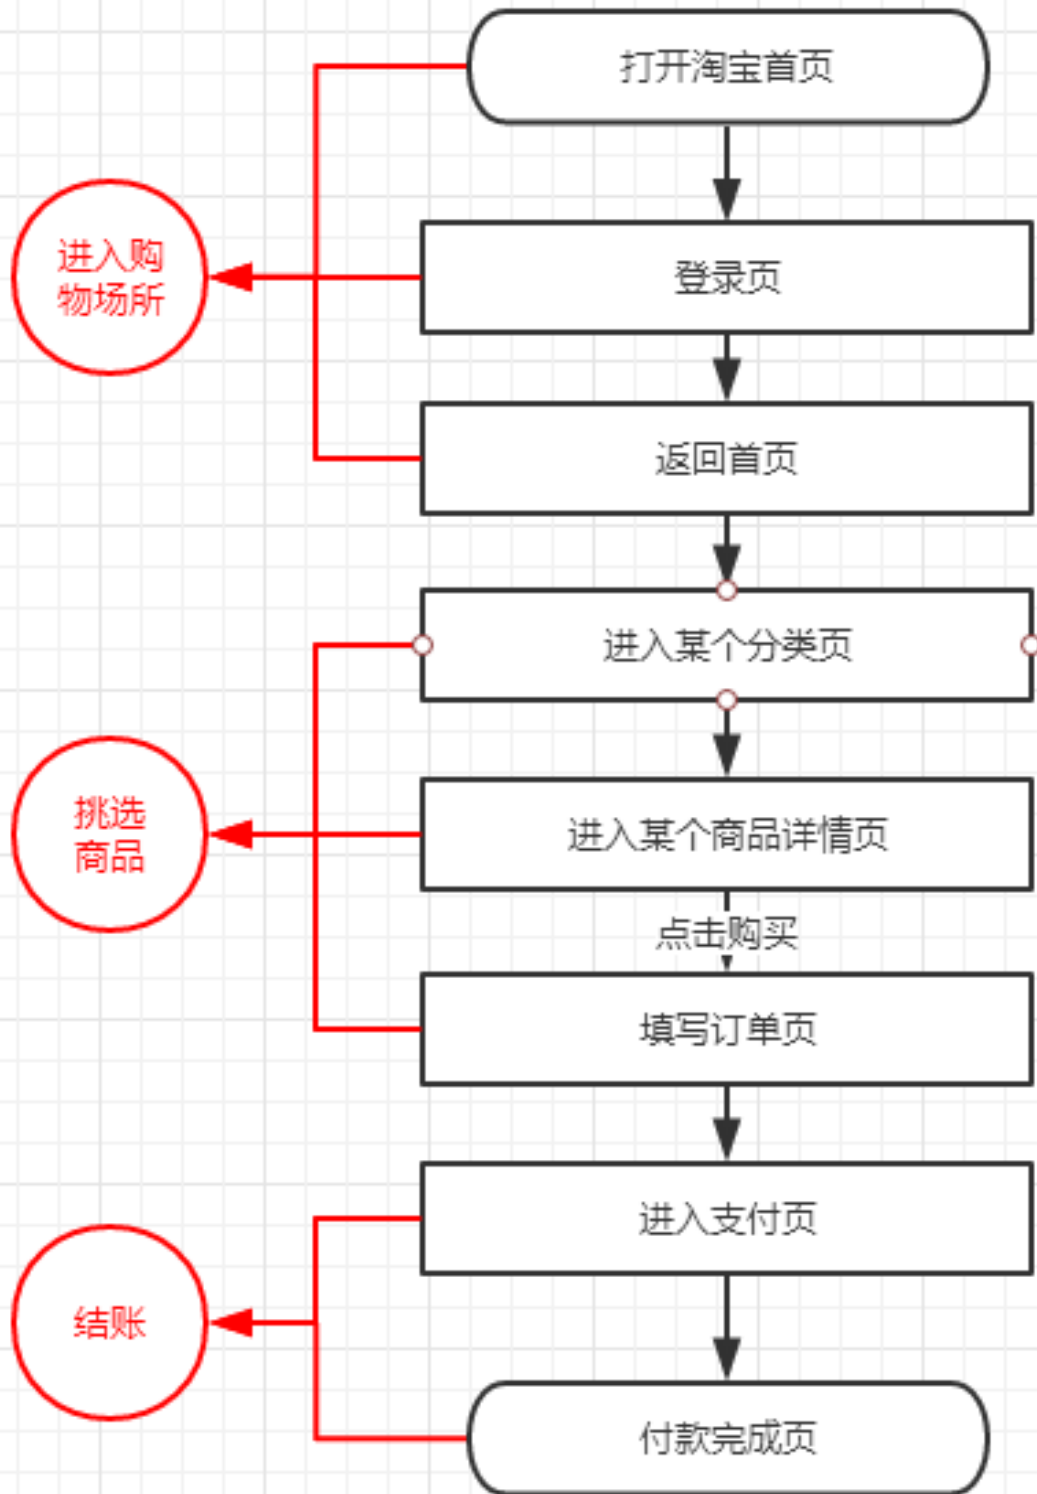 打开淘宝首页
进入购
物场所
登录页
返回首页
进入某个分类页
挑选
商品
进入某个商品详情页
点击购买
填写订单页
进入支付页
结账
付款完成页